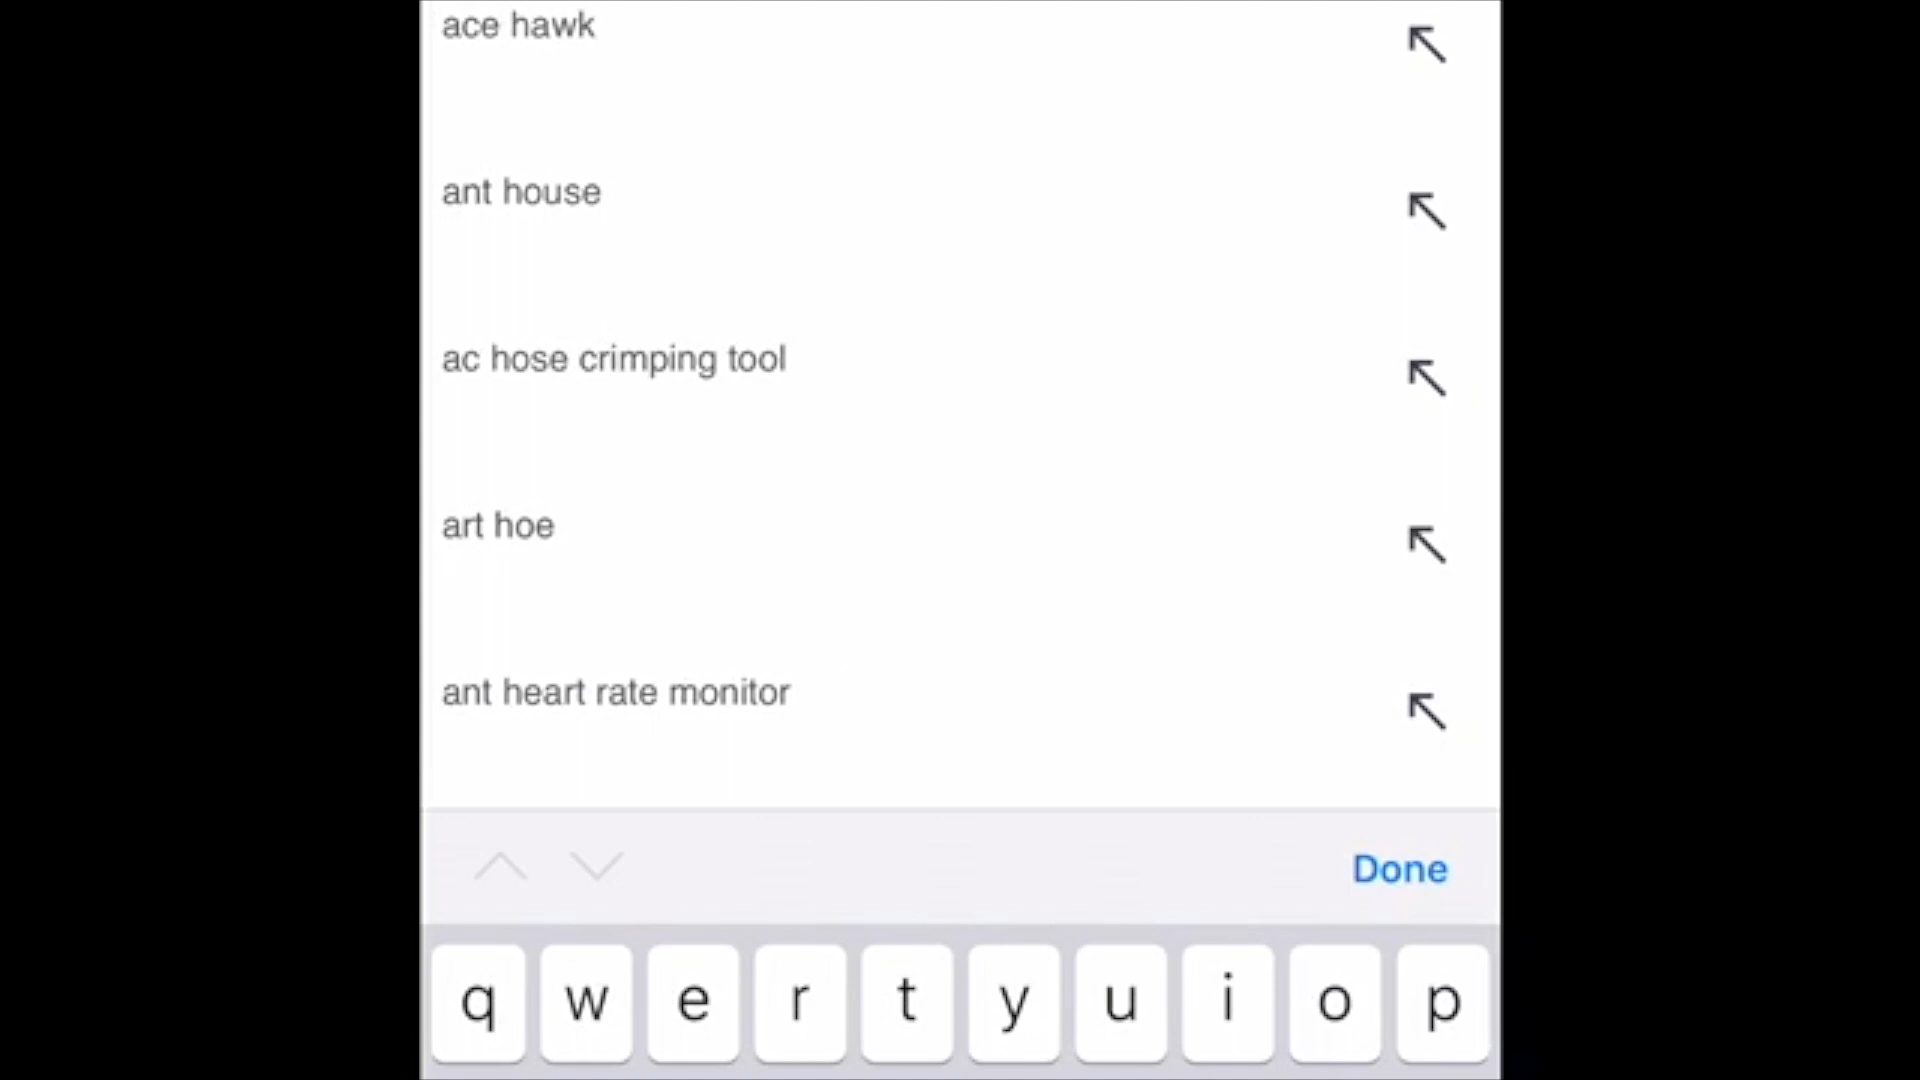 ace hawk
ant house
ac hose crimping tool
art hoe
ant heart rate monitor
Done
q w e r t y u i o p